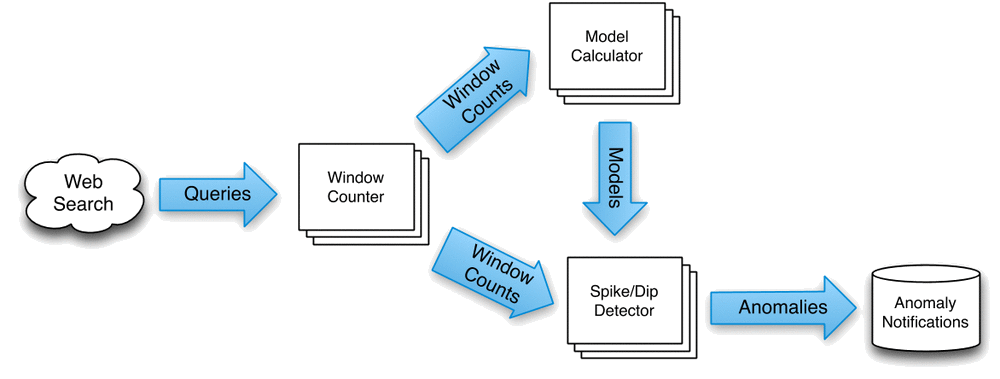 Web
Search
Queries
Window
Counter
Window
Counts
Model
Calculator
Models
Window
Counts
Spike/Dip
Detector
Anomalies
Anomaly
Notifications